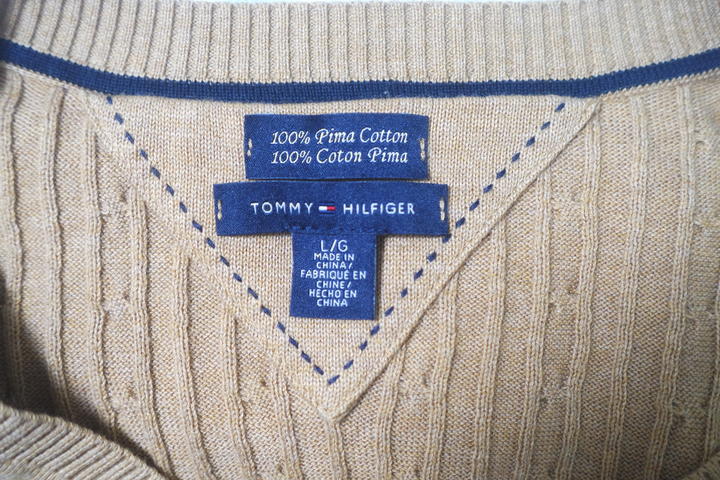 100% Pima Cotton
100% Coton Pima
TOMMY HILFIGER
L/G
MADE IN
CHINA/
FABRIQUÉ EN
CHINE/
HECHO EN
CHINA